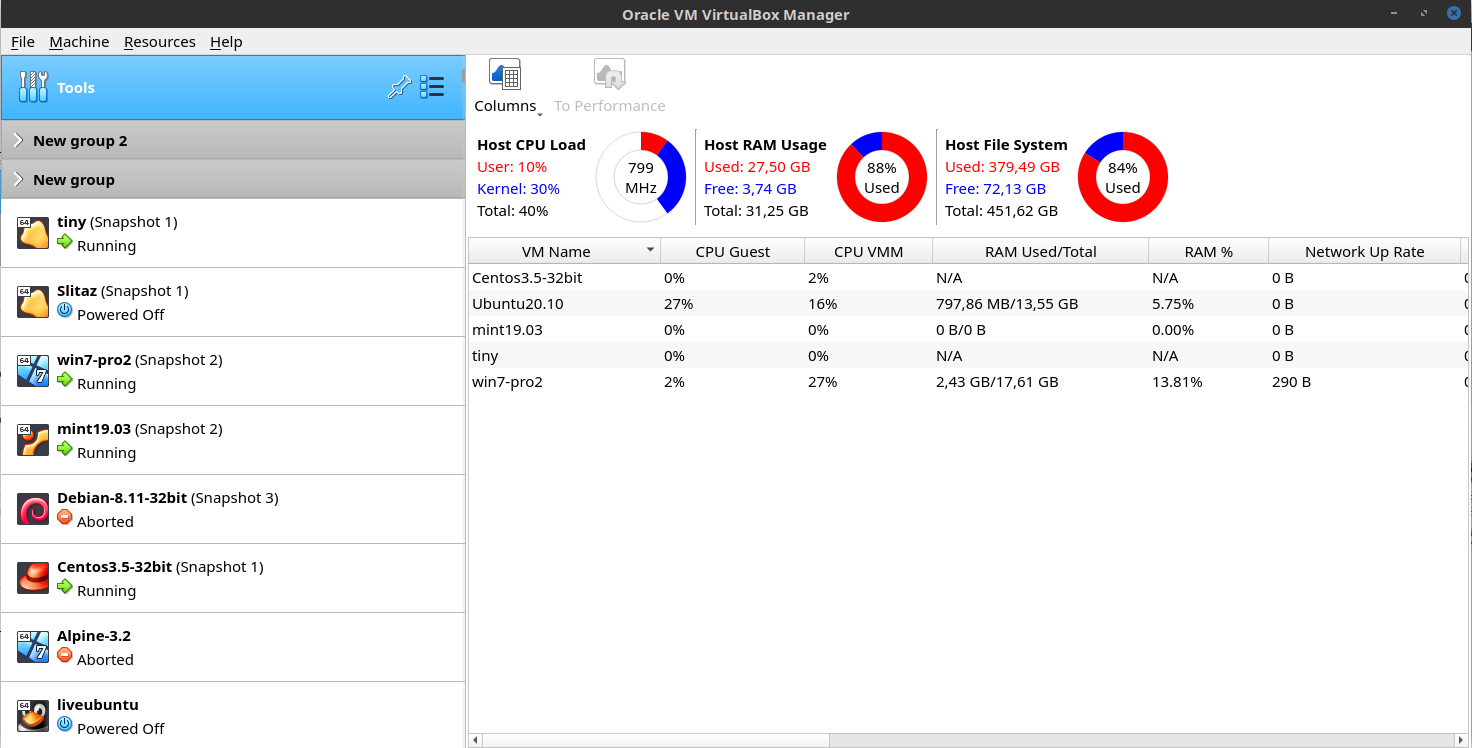 Oracle VM VirtualBox Manager
File Machine Resources Help
Tools
New group 2
New group
64
tiny (Snapshot 1)
Running
64
Slitaz (Snapshot 1)
Powered Off
64
7
win7-pro2 (Snapshot 2)
Running
64
mint19.03 (Snapshot 2)
Running
Debian-8.11-32bit (Snapshot 3)
Aborted
Centos3.5-32bit (Snapshot 1)
Running
64
7
Alpine-3.2
Aborted
64
liveubuntu
Powered Off
Columns To Performance
Host CPU Load
User: 10%
Kernel: 30%
Total: 40%
799
MHz
Host RAM Usage
Used: 27,50 GB
Free: 3,74 GB
Total: 31,25 GB
88%
Used
Host File System
Used: 379,49 GB
Free: 72,13 GB
Total: 451,62 GB
84%
Used
VM Name CPU Guest CPU VMM RAM Used/Total RAM % Network Up Rate
Centos3.5-32bit 0% 2% N/A N/A 0 B
Ubuntu20.10 27% 16% 797,86 MB/13,55 GB 5.75% 0 B
mint19.03 0% 0% 0 B/0 B 0.00% 0 B
tiny 0% 0% N/A N/A 0 B
win7-pro2 2% 27% 2,43 GB/17,61 GB 13.81% 290 B